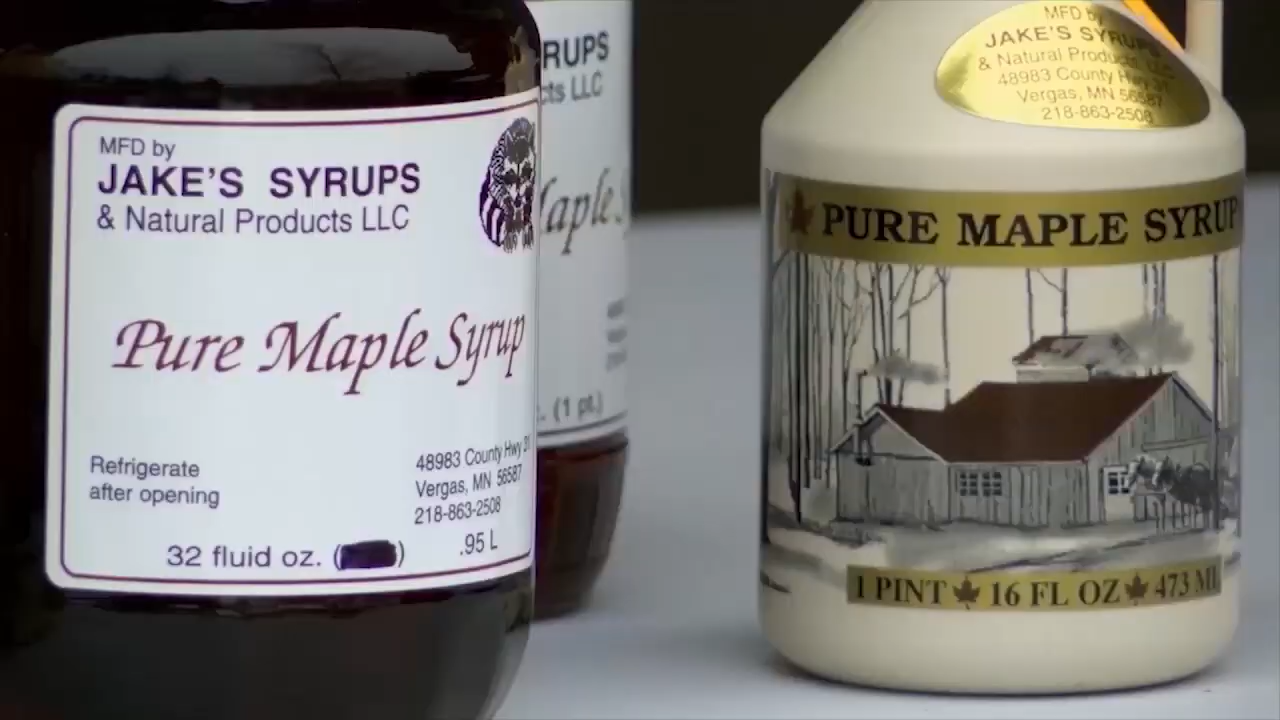 MFD by
JAKE'S SYRUPS
& Natural Products LLC
Pure Maple Syrup
Refrigerate
after opening
48983 County Hwy 31
Vergas, MN 56587
218-863-2508
32 fluid oz. ( )
.95 L
RUPS
cts LLC
Maple S
. (1 pt.)
MFD by
JAKE'S SYRUPS
& Natural Products LLC
48983 County Hwy 31
Vergas, MN 56587
218-863-2508
PURE MAPLE SYRUP
1 PINT 16 FL OZ 473 ML